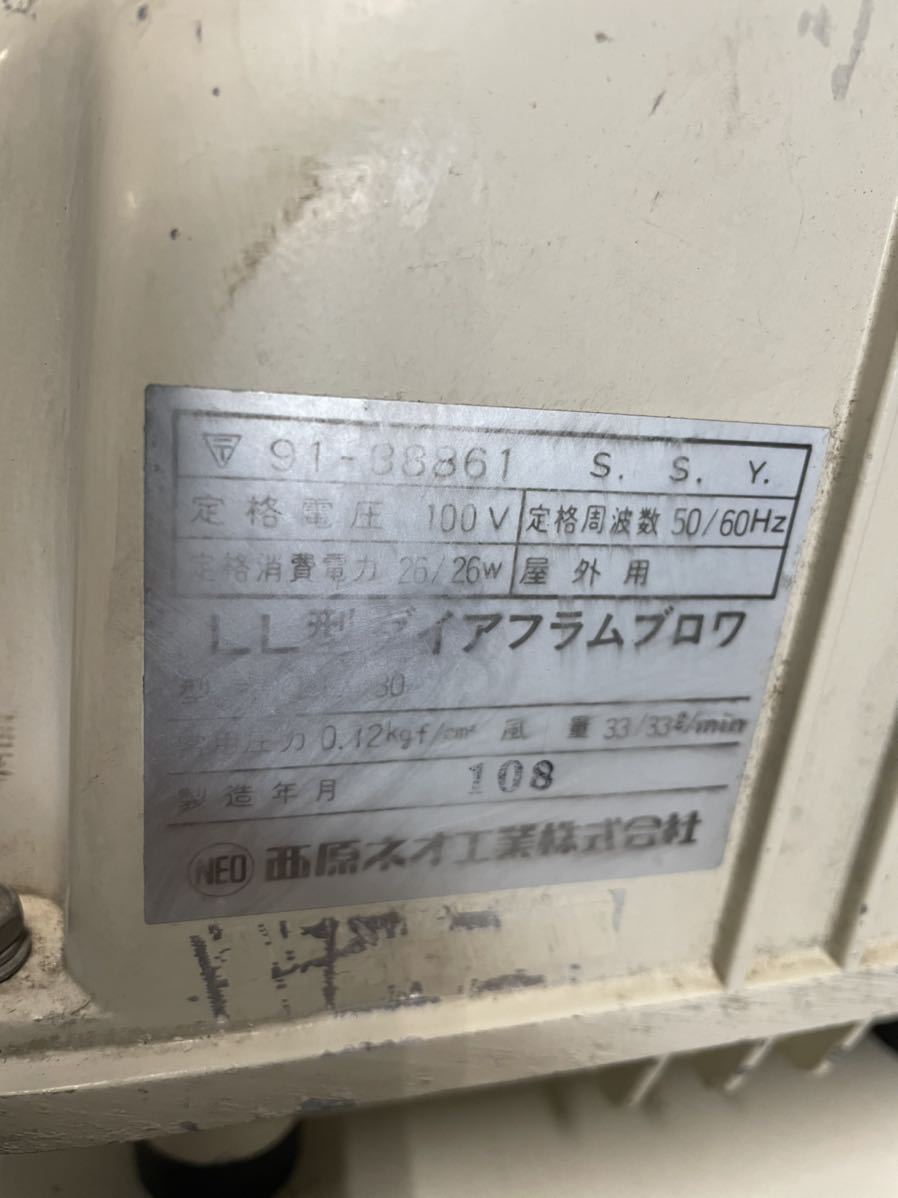 〒 91-38861 S. S. Y.
定格電圧 100V 定格周波数 50/60Hz
定格消費電力 26/26W 屋外用
LL型ダイアフラムブロワ
型 30
常用圧力 0.12kgf/cm² 風量 33/33ℓ/min
製造年月 108
NEO 西原ネオ工業株式会社